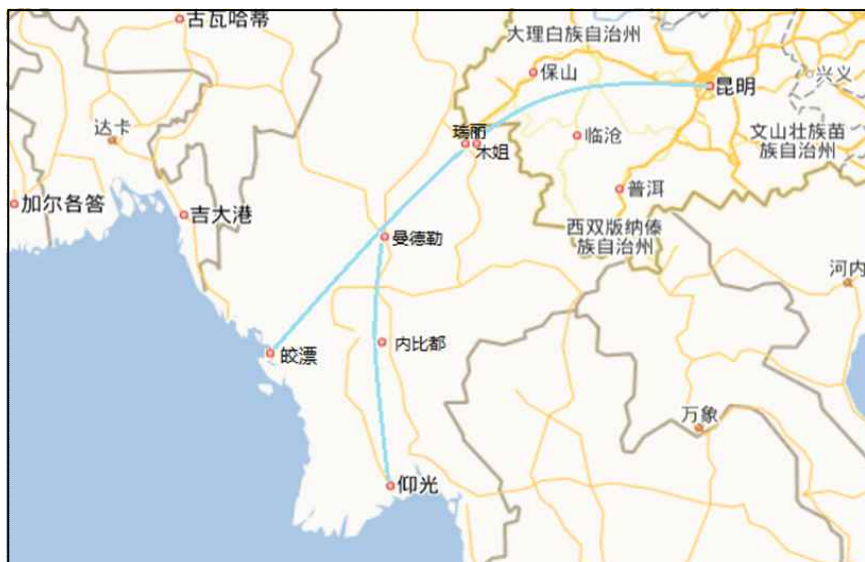 古瓦哈蒂
大理白族自治州
保山
昆明
兴义
达卡
瑞丽
木姐
临沧
文山壮族苗
族自治州
普洱
加尔各答
吉大港
西双版纳傣
族自治州
曼德勒
河内
内比都
皎漂
万象
仰光